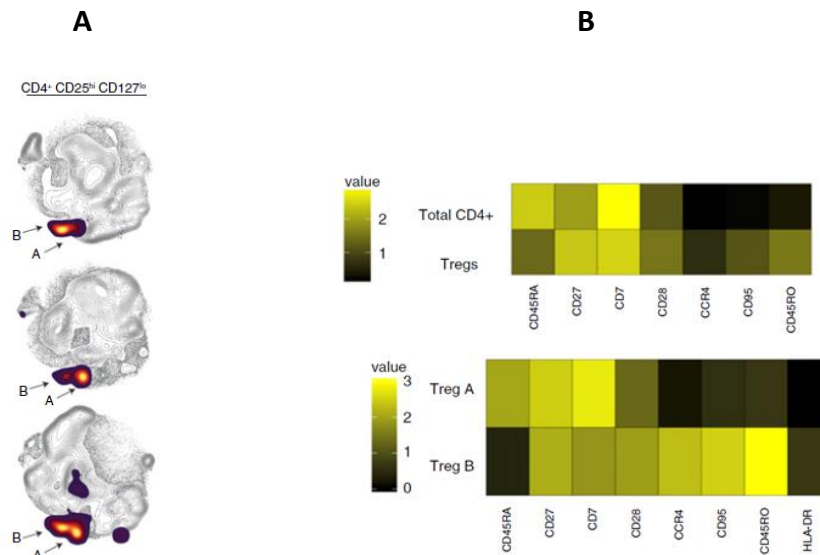 A
B
CD4⁺ CD25ʰⁱ CD127ˡᵒ
B
A
B
A
B
A
value
2
1
Total CD4+
Tregs
CD45RA
CD27
CD7
CD28
CCR4
CD95
CD45RO
value
3
2
1
0
Treg A
Treg B
CD45RA
CD27
CD7
CD28
CCR4
CD95
CD45RO
HLA-DR